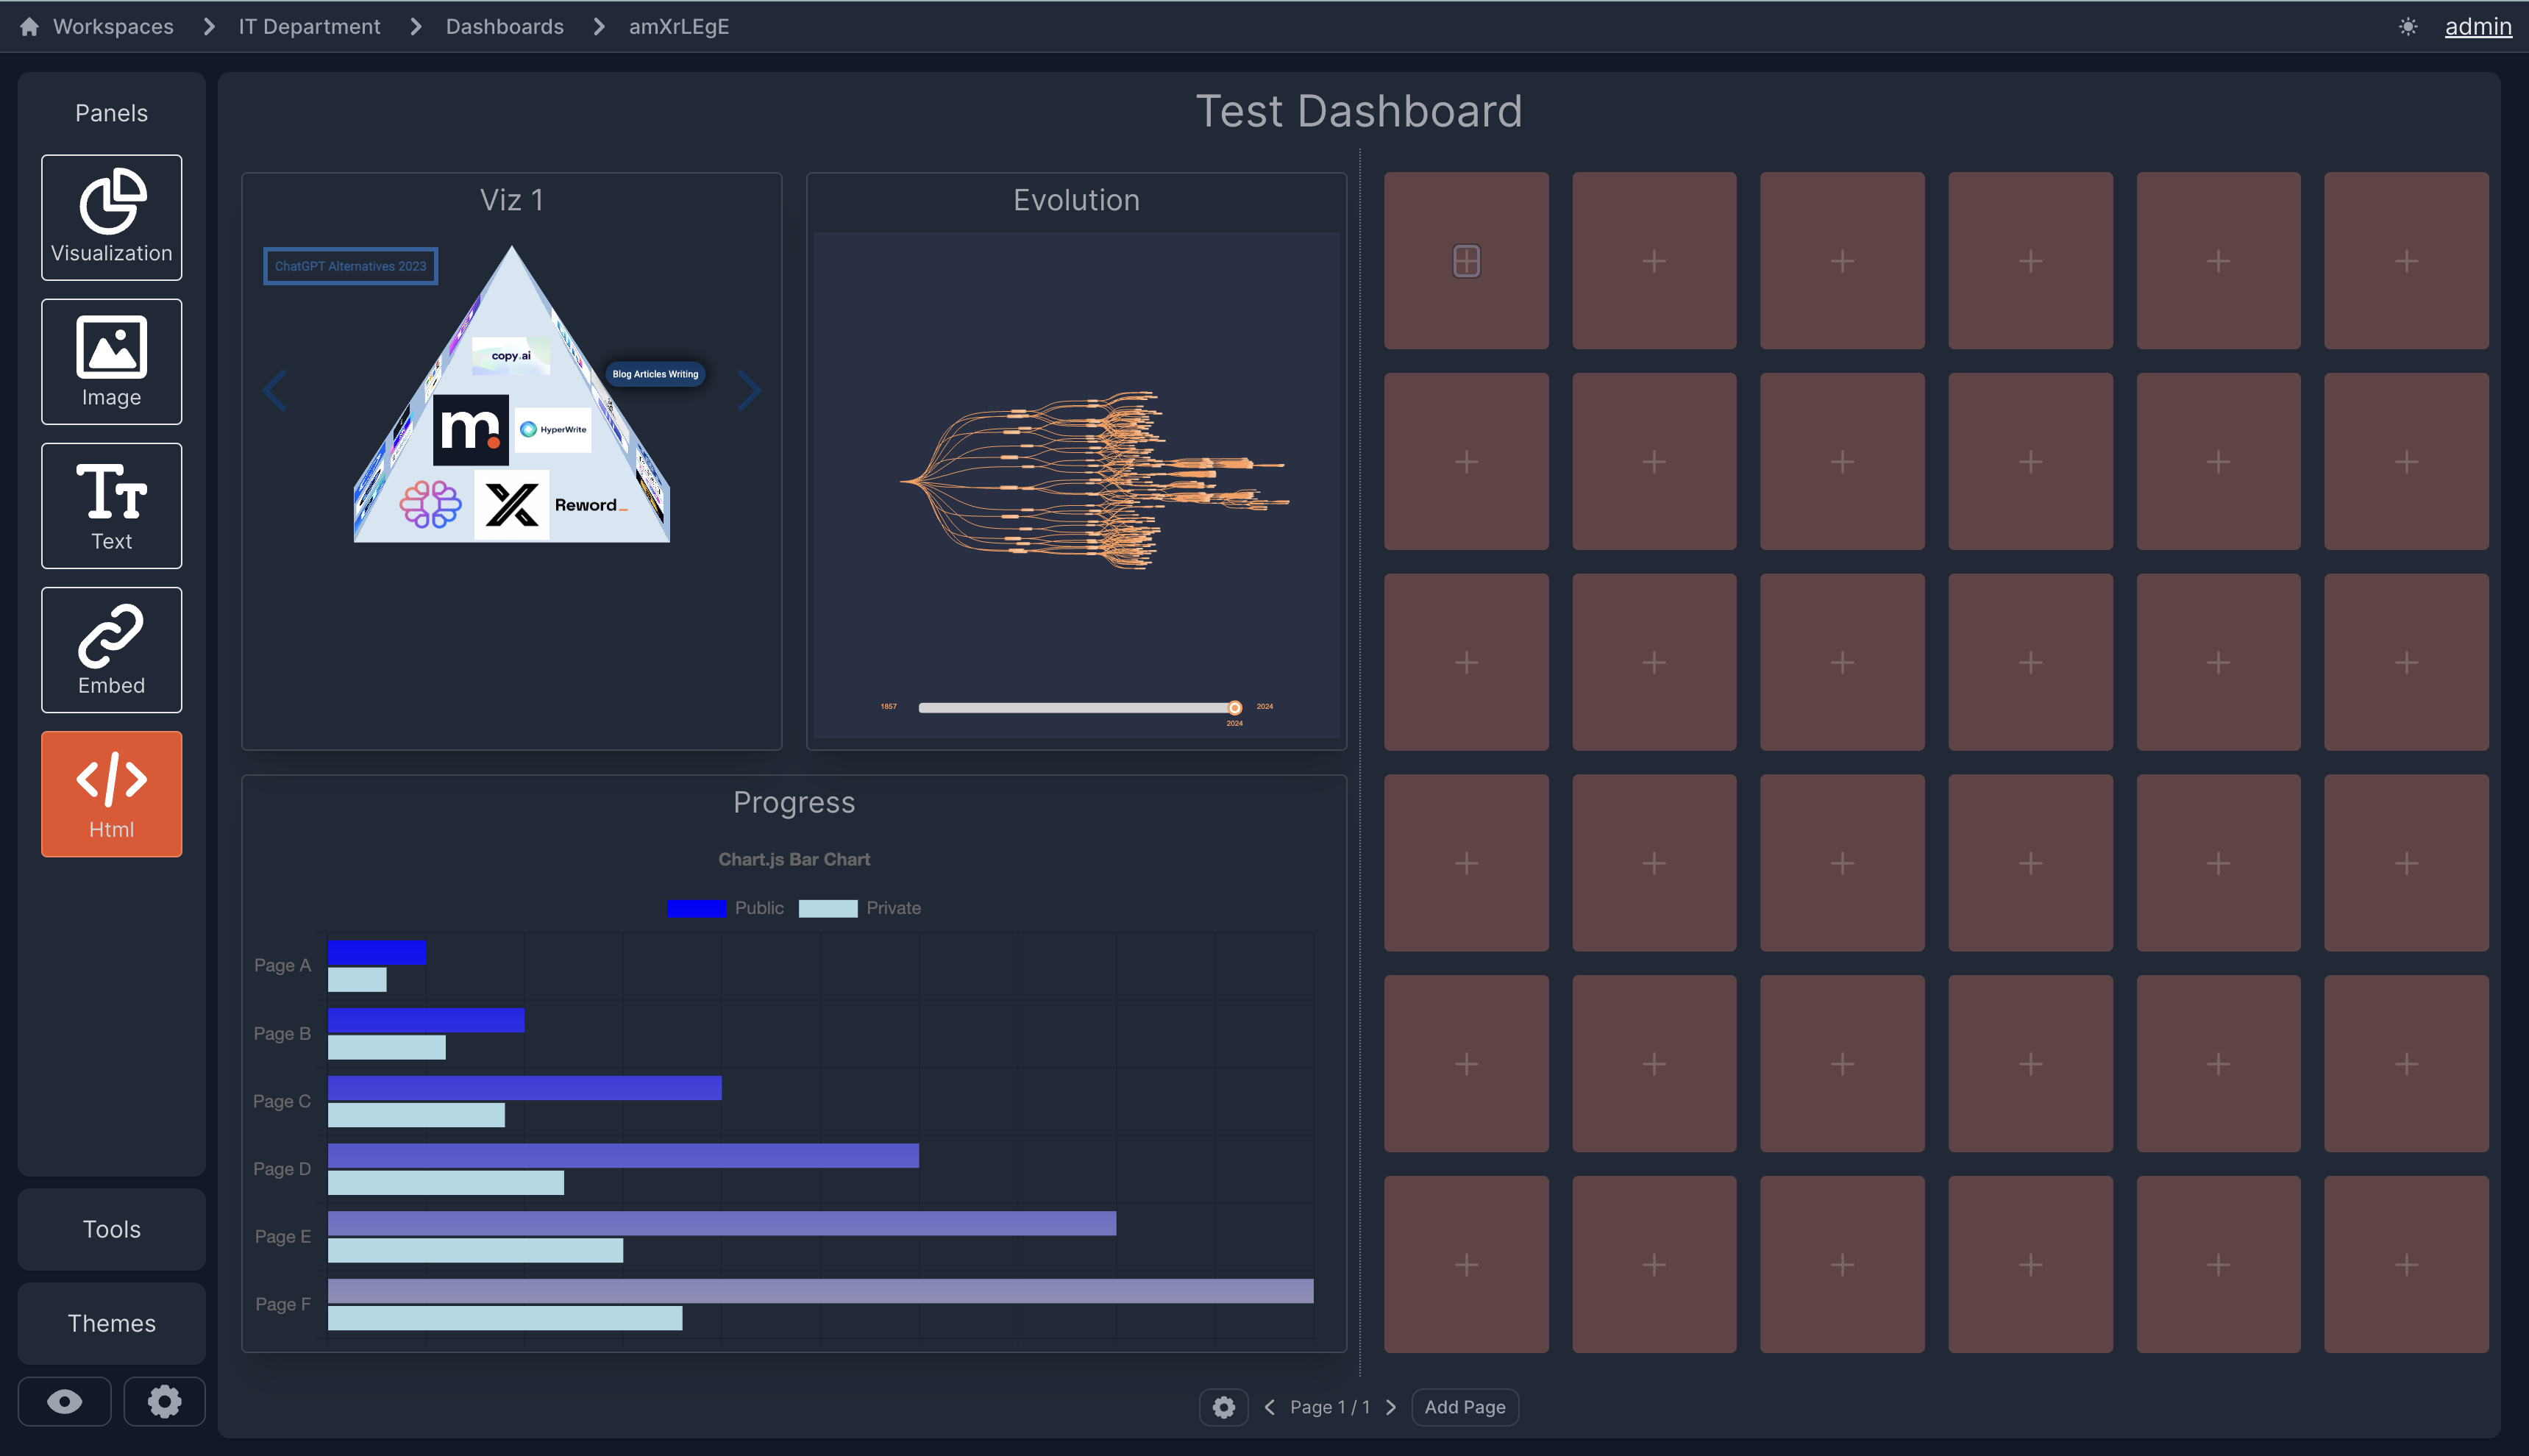 Workspaces IT Department Dashboards amXrLEgE admin
Panels
Visualization
Image
Text
Embed
Html
Tools
Themes
Test Dashboard
Viz 1
ChatGPT Alternatives 2023
copy.ai
Blog Articles Writing
m.
HyperWrite
Reword_
Evolution
1857
2024
2024
Progress
Chart.js Bar Chart
Public Private
Page A
Page B
Page C
Page D
Page E
Page F
Page 1 / 1
Add Page